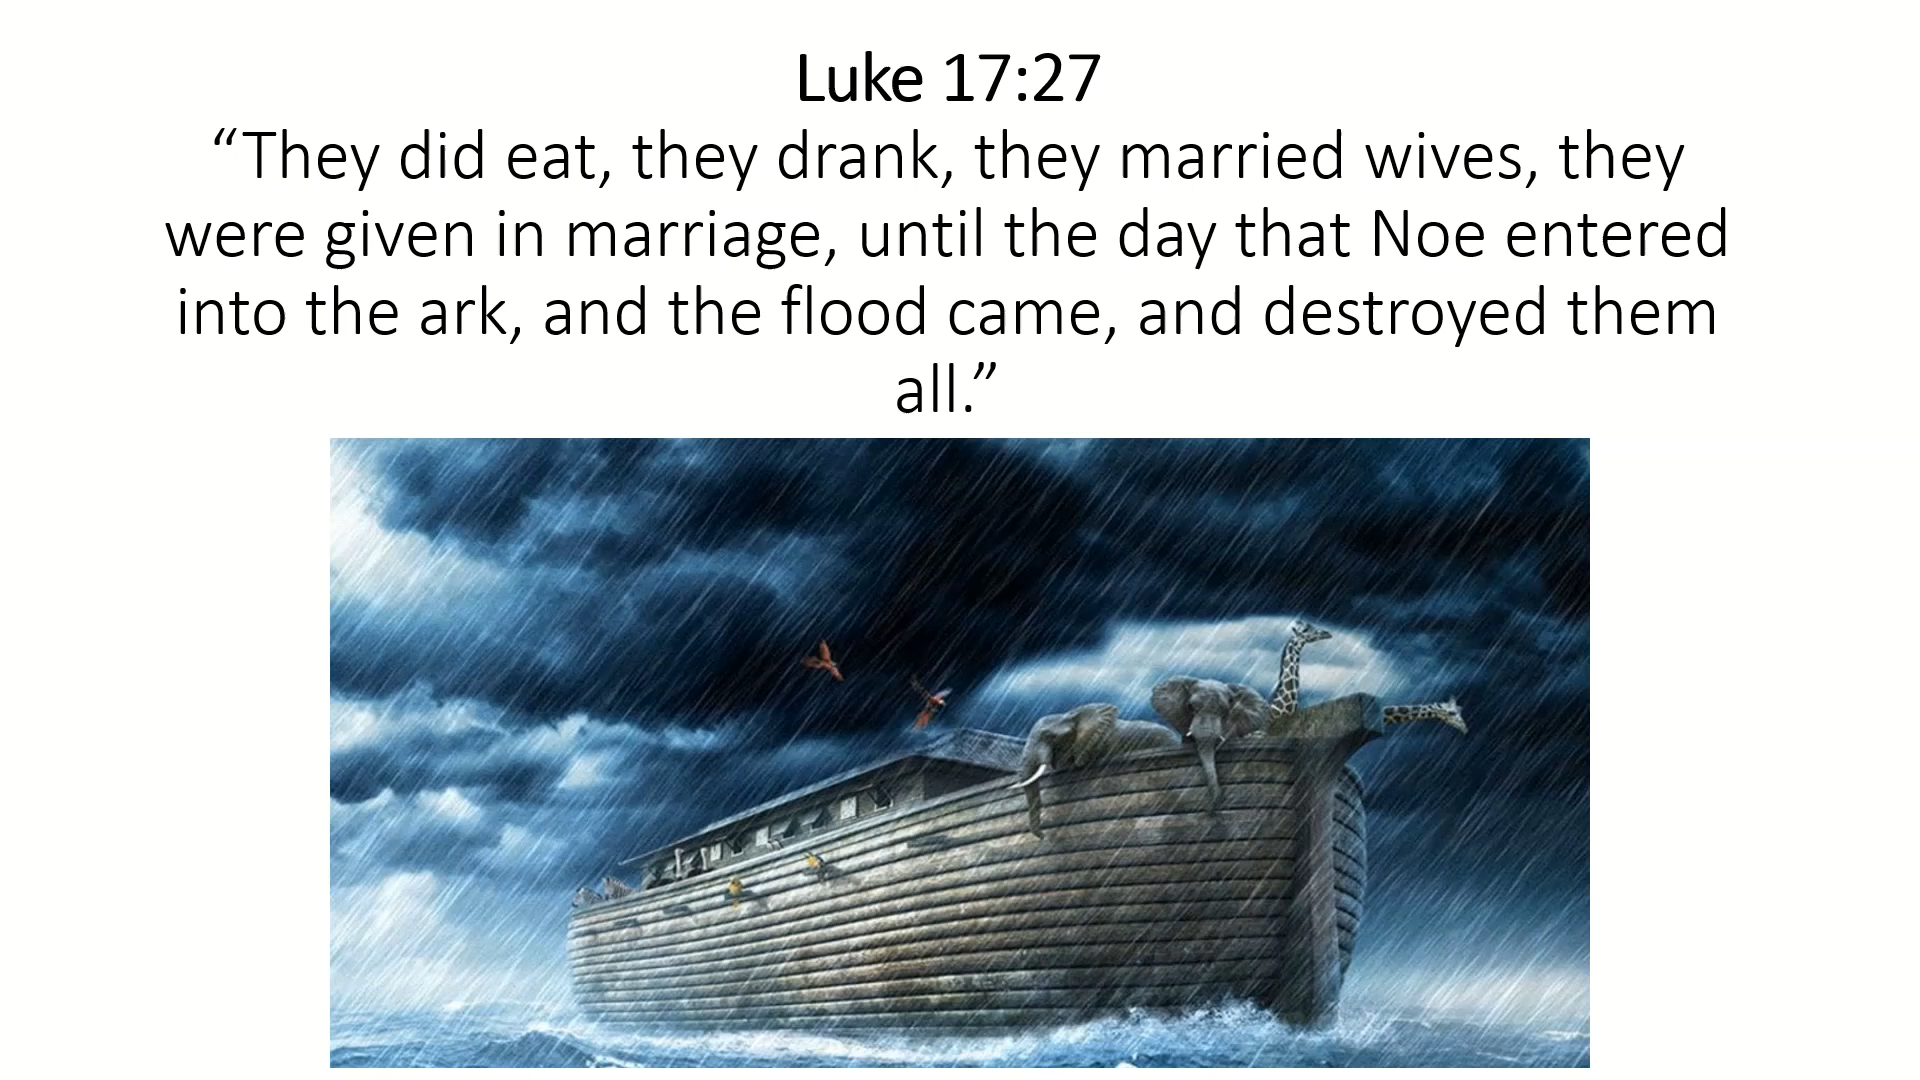 Luke 17:27
“They did eat, they drank, they married wives, they
were given in marriage, until the day that Noe entered
into the ark, and the flood came, and destroyed them
all.”